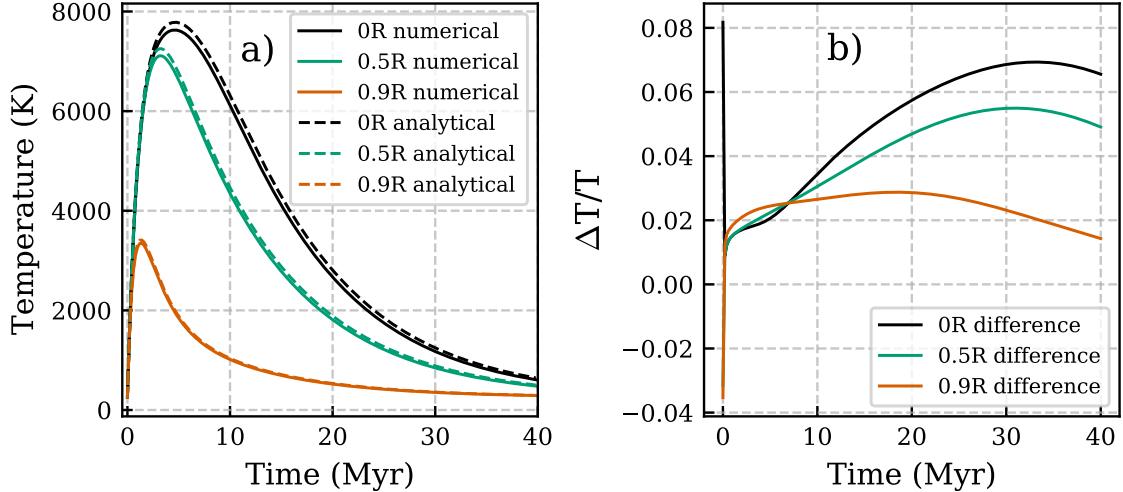 a)
Temperature (K)
8000
6000
4000
2000
0
0R numerical
0.5R numerical
0.9R numerical
0R analytical
0.5R analytical
0.9R analytical
0
10
20
30
40
Time (Myr)
b)
ΔT/T
0.08
0.06
0.04
0.02
0.00
−0.02
−0.04
0R difference
0.5R difference
0.9R difference
0
10
20
30
40
Time (Myr)